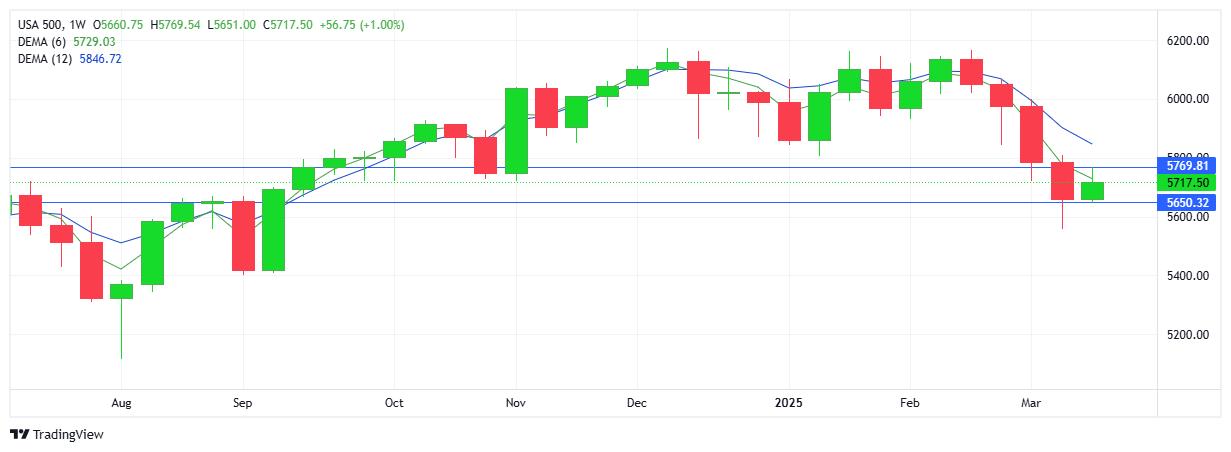 USA 500, 1W O5660.75 H5769.54 L5651.00 C5717.50 +56.75 (+1.00%)
DEMA (6) 5729.03
DEMA (12) 5846.72
6200.00
6000.00
5800.00
5769.81
5717.50
5650.32
5600.00
5400.00
5200.00
Aug Sep Oct Nov Dec 2025 Feb Mar
TradingView